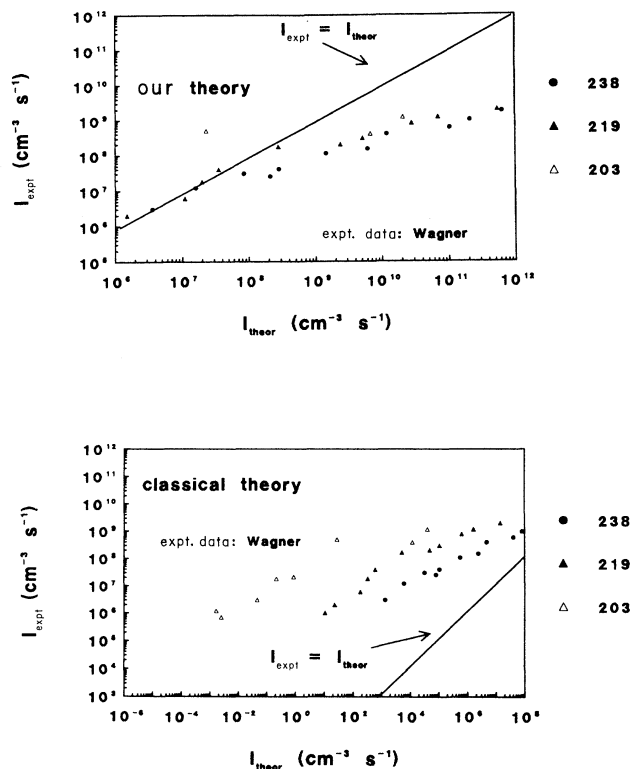 10¹²
I_expt = I_theor
10¹¹
10¹⁰
our theory
● 238
10⁹
▲ 219
10⁸
△ 203
10⁷
10⁶
expt. data: Wagner
10⁵
I_expt (cm⁻³ s⁻¹)
10⁶ 10⁷ 10⁸ 10⁹ 10¹⁰ 10¹¹ 10¹²
I_theor (cm⁻³ s⁻¹)
10¹²
10¹¹
classical theory
10¹⁰
● 238
10⁹
expt. data: Wagner
10⁸
▲ 219
10⁷
10⁶
△ 203
10⁵
10⁴
I_expt = I_theor
10³
I_expt (cm⁻³ s⁻¹)
10⁻⁶ 10⁻⁴ 10⁻² 10⁰ 10² 10⁴ 10⁶ 10⁸
I_theor (cm⁻³ s⁻¹)